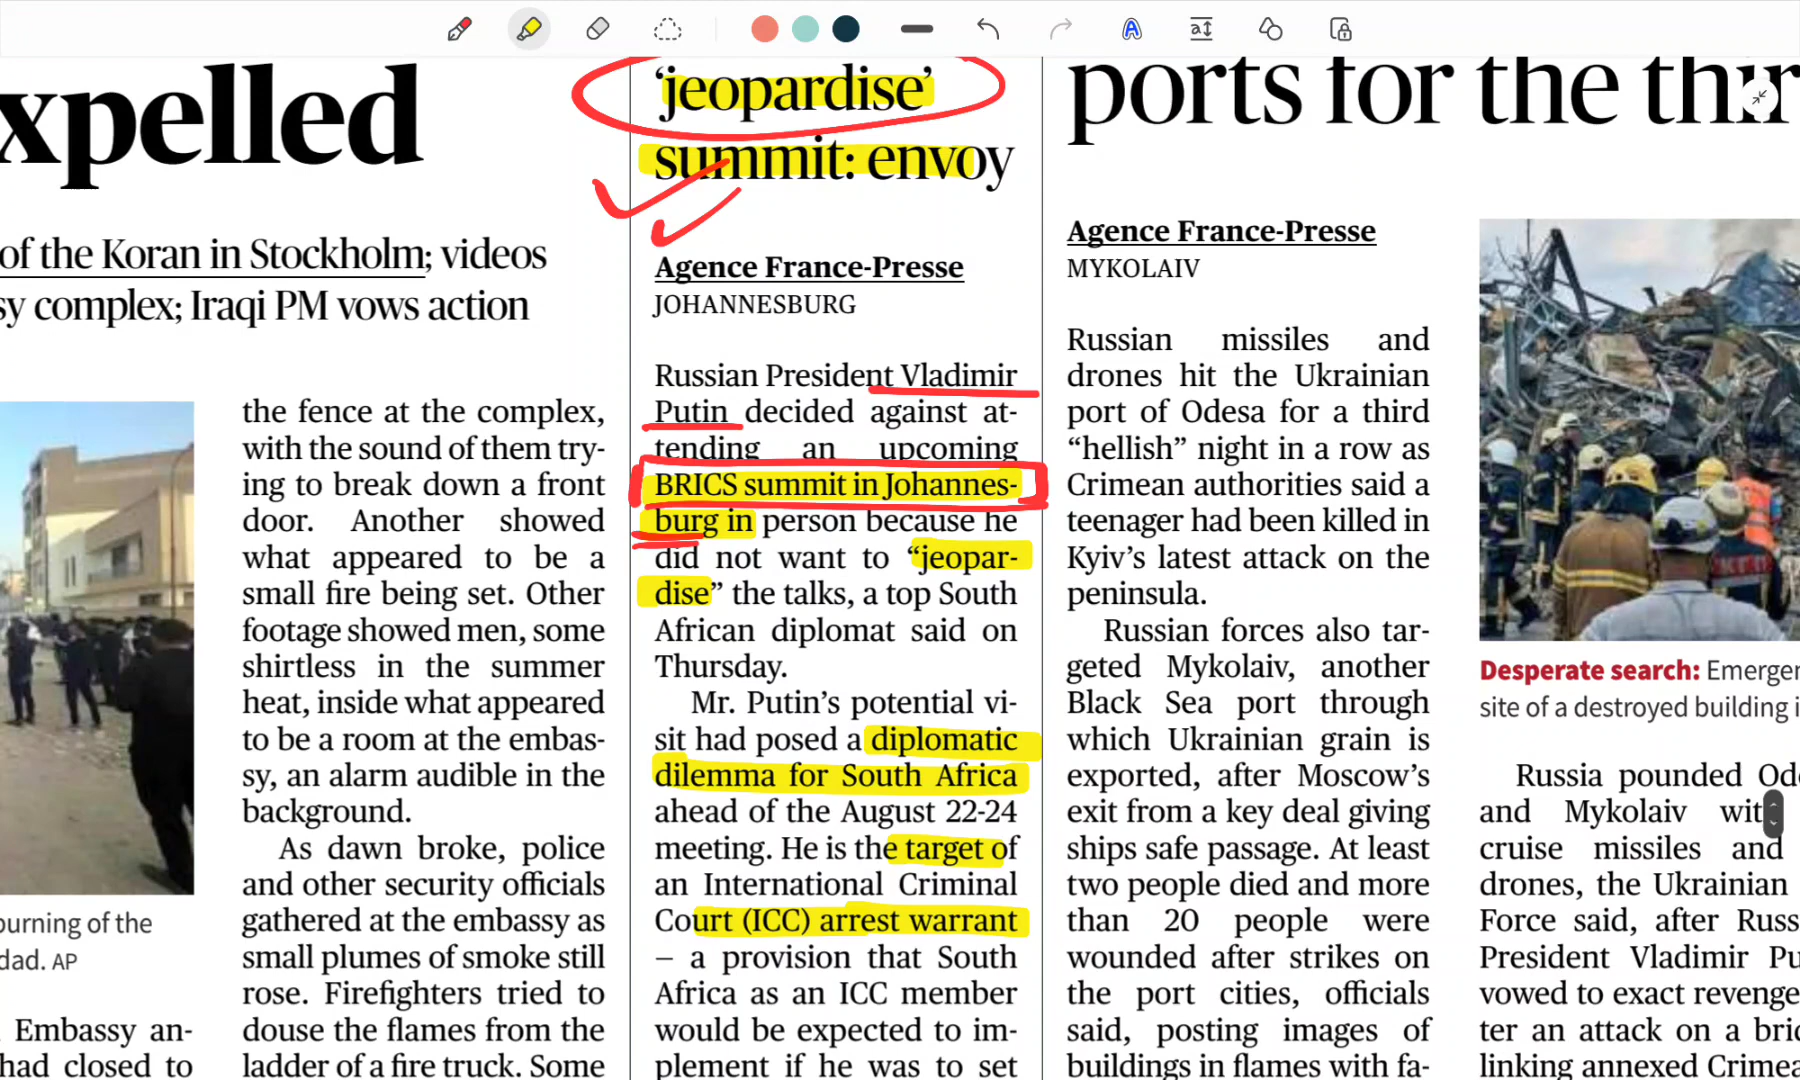 xpelled
of the Koran in Stockholm; videos
sy complex; Iraqi PM vows action
ourning of the
dad. AP
Embassy an-
had closed to
the fence at the complex,
with the sound of them try-
ing to break down a front
door. Another showed
what appeared to be a
small fire being set. Other
footage showed men, some
shirtless in the summer
heat, inside what appeared
to be a room at the embas-
sy, an alarm audible in the
background.
As dawn broke, police
and other security officials
gathered at the embassy as
small plumes of smoke still
rose. Firefighters tried to
douse the flames from the
ladder of a fire truck. Some
‘jeopardise’
summit: envoy
Agence France-Presse
JOHANNESBURG
Russian President Vladimir
Putin decided against at-
tending an upcoming
BRICS summit in Johannes-
burg in person because he
did not want to “jeopar-
dise” the talks, a top South
African diplomat said on
Thursday.
Mr. Putin’s potential vi-
sit had posed a diplomatic
dilemma for South Africa
ahead of the August 22-24
meeting. He is the target of
an International Criminal
Court (ICC) arrest warrant
– a provision that South
Africa as an ICC member
would be expected to im-
plement if he was to set
ports for the thir
Agence France-Presse
MYKOLAIV
Russian missiles and
drones hit the Ukrainian
port of Odesa for a third
“hellish” night in a row as
Crimean authorities said a
teenager had been killed in
Kyiv’s latest attack on the
peninsula.
Russian forces also tar-
geted Mykolaiv, another
Black Sea port through
which Ukrainian grain is
exported, after Moscow’s
exit from a key deal giving
ships safe passage. At least
two people died and more
than 20 people were
wounded after strikes on
the port cities, officials
said, posting images of
buildings in flames with fa-
Desperate search: Emergen
site of a destroyed building i
Russia pounded Ode
and Mykolaiv wit
cruise missiles and
drones, the Ukrainian
Force said, after Russ
President Vladimir Pu
vowed to exact revenge
ter an attack on a brid
linking annexed Crimea